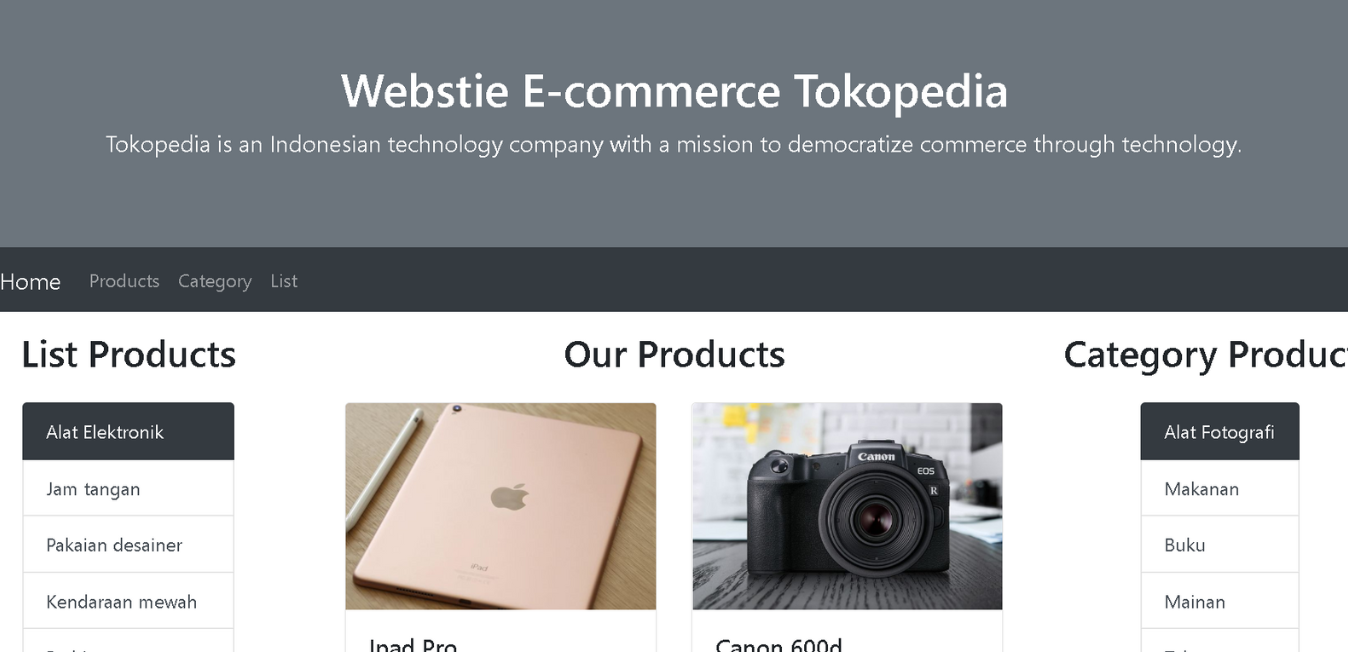 Webstie E-commerce Tokopedia
Tokopedia is an Indonesian technology company with a mission to democratize commerce through technology.
Home Products Category List
List Products
Alat Elektronik
Jam tangan
Pakaian desainer
Kendaraan mewah
Our Products
iPad
Ipad Pro
Canon
EOS
R
Canon 600d
Category Product
Alat Fotografi
Makanan
Buku
Mainan